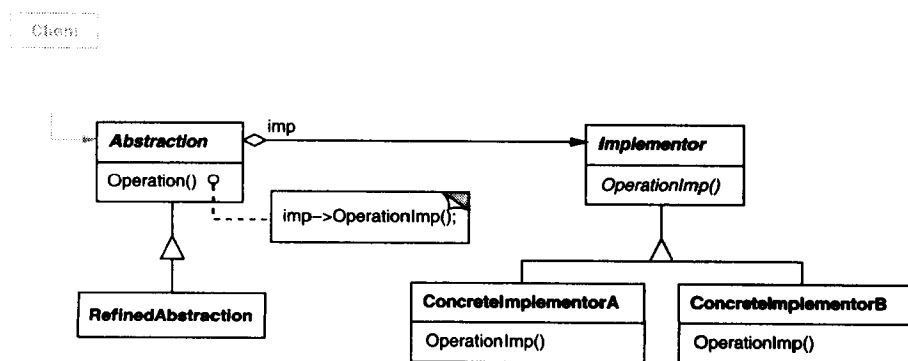 Client
imp
Abstraction
Implementor
Operation()
OperationImp()
imp->OperationImp();
RefinedAbstraction
ConcreteImplementorA
ConcreteImplementorB
OperationImp()
OperationImp()